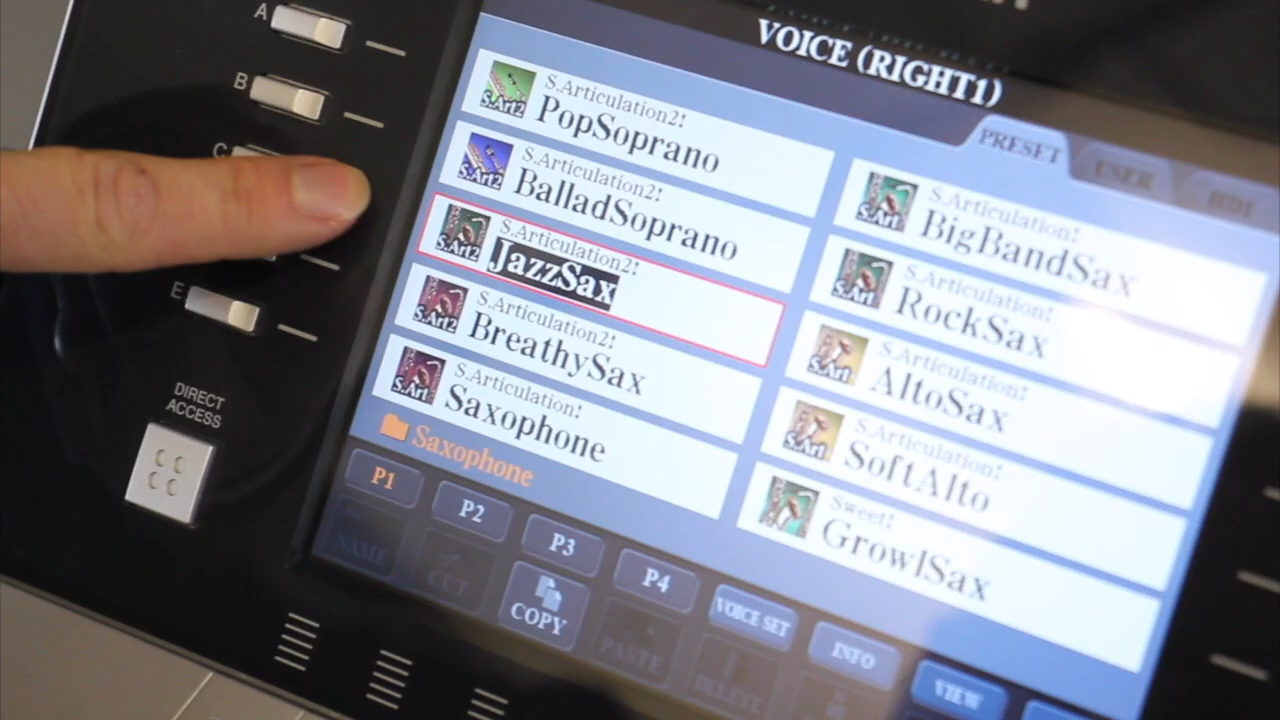 VOICE (RIGHT1)
PRESET
USER
A
B
C
E
DIRECT
ACCESS
S.Art2
S.Articulation2!
PopSoprano
S.Art2
S.Articulation2!
BalladSoprano
S.Art2
S.Articulation2!
JazzSax
S.Art2
S.Articulation2!
BreathySax
S.Art
S.Articulation!
Saxophone
S.Art
S.Articulation!
BigBandSax
S.Art
S.Articulation!
RockSax
S.Art
S.Articulation!
AltoSax
S.Art
S.Articulation!
SoftAlto
Sweet!
GrowlSax
Saxophone
P1
P2
P3
P4
VOICE SET
INFO
VIEW
NAME
CUT
COPY
PASTE
DELETE